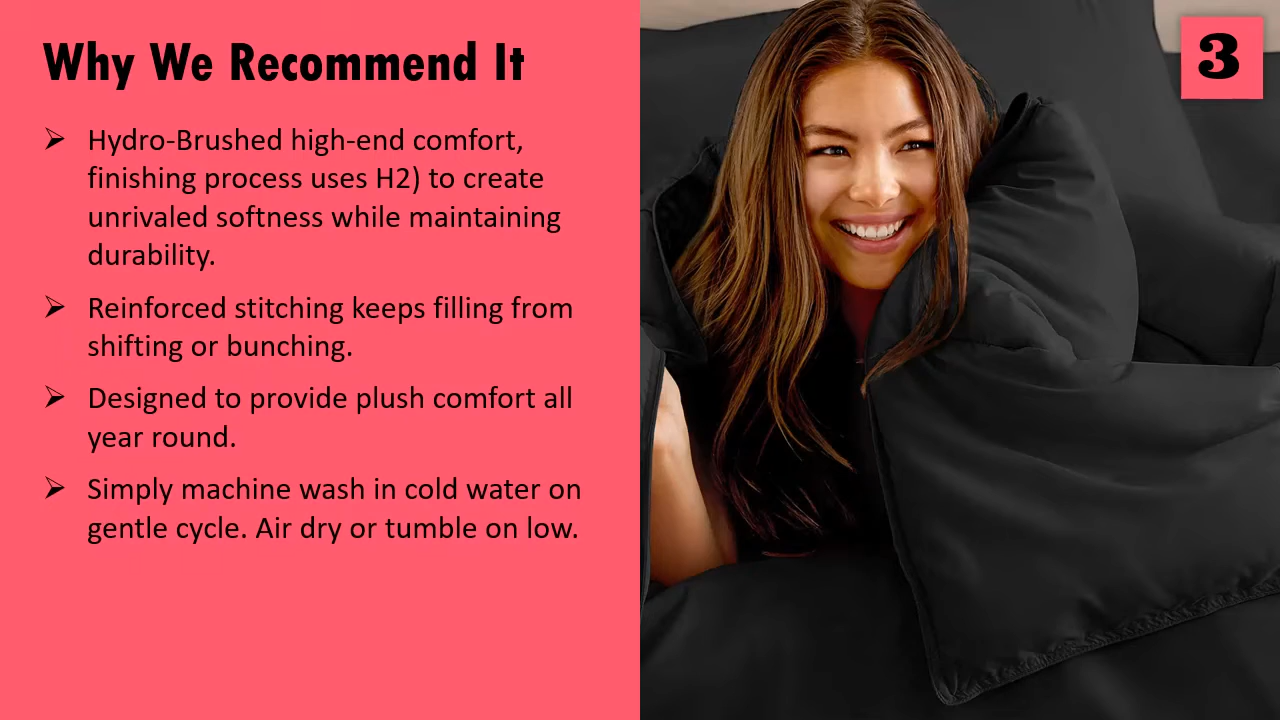 Why We Recommend It
3
➢ Hydro-Brushed high-end comfort,
finishing process uses H2) to create
unrivaled softness while maintaining
durability.
➢ Reinforced stitching keeps filling from
shifting or bunching.
➢ Designed to provide plush comfort all
year round.
➢ Simply machine wash in cold water on
gentle cycle. Air dry or tumble on low.